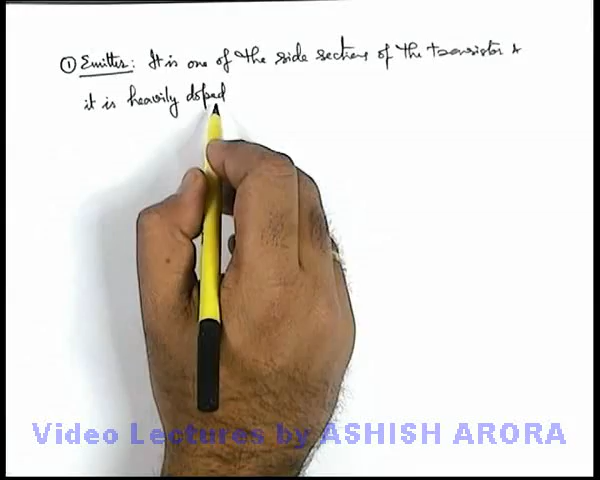 ① Emitter: It is one of the side sections of the transistor &
it is heavily doped
Video Lectures by ASHISH ARORA